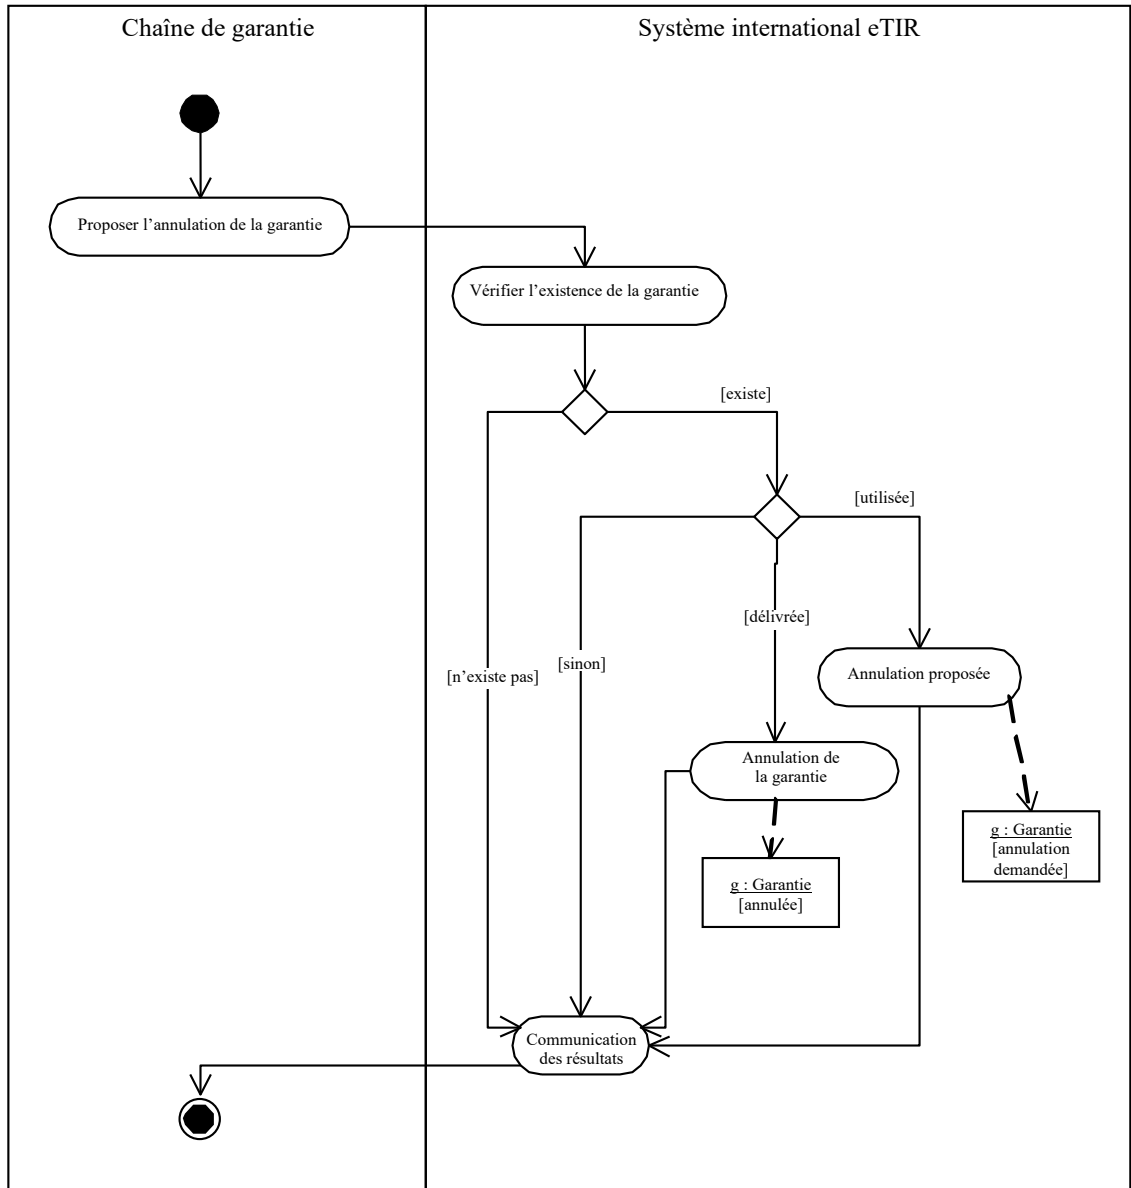 Chaîne de garantie
Système international eTIR
Proposer l’annulation de la garantie
Vérifier l’existence de la garantie
[existe]
[utilisée]
[délivrée]
[sinon]
[n’existe pas]
Annulation proposée
Annulation de
la garantie
g : Garantie
[annulation
demandée]
g : Garantie
[annulée]
Communication
des résultats